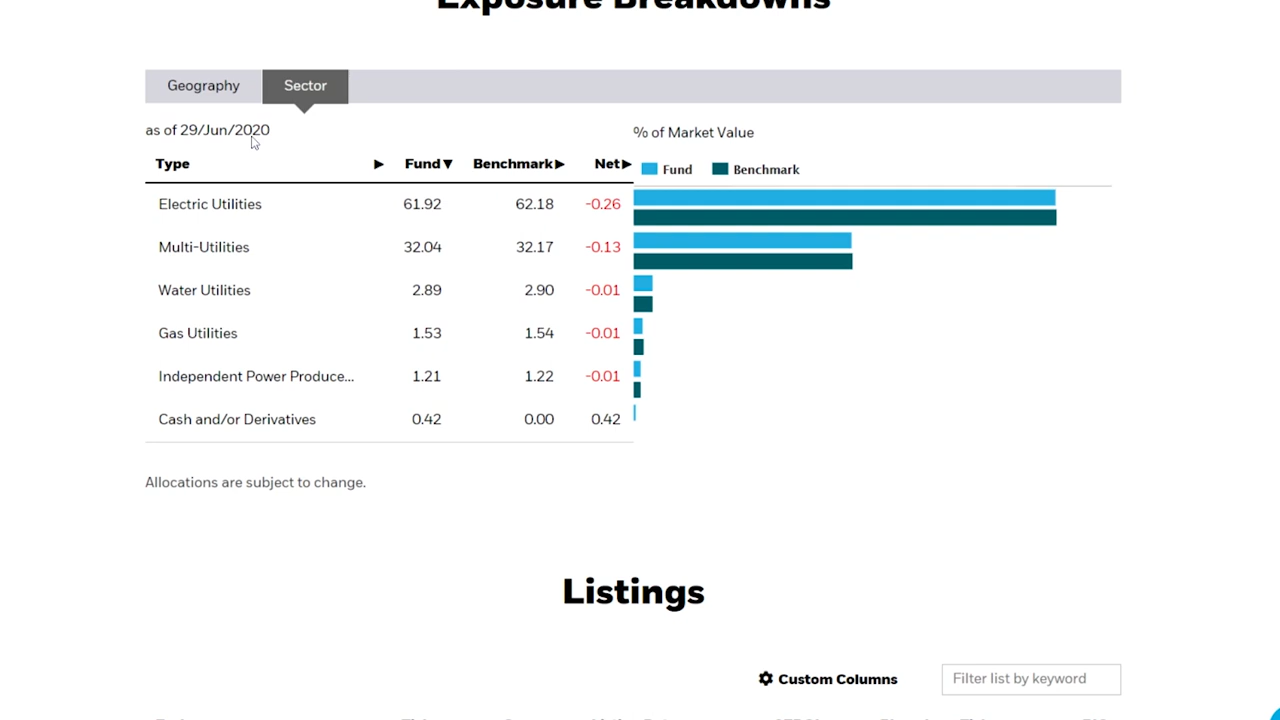 Exposure Breakdowns
Geography Sector
as of 29/Jun/2020
% of Market Value
Type Fund Benchmark Net
Fund Benchmark
Electric Utilities 61.92 62.18 -0.26
Multi-Utilities 32.04 32.17 -0.13
Water Utilities 2.89 2.90 -0.01
Gas Utilities 1.53 1.54 -0.01
Independent Power Produce... 1.21 1.22 -0.01
Cash and/or Derivatives 0.42 0.00 0.42
Allocations are subject to change.
Listings
Custom Columns
Filter list by keyword